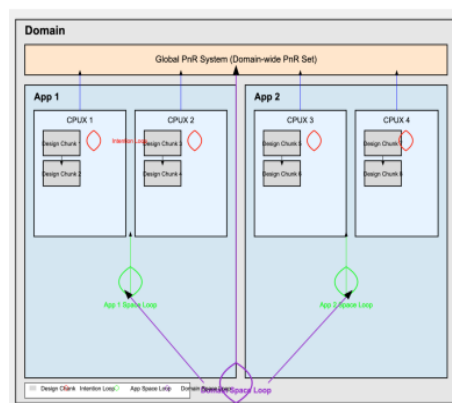 Domain
Global PnR System (Domain-wide PnR Set)
App 1
App 2
CPUX 1
CPUX 2
CPUX 3
CPUX 4
Design Chunk 1
Intention Loop
Design Chunk 3
Design Chunk 5
Design Chunk
Design Chunk 2
Design Chunk 4
Design Chunk 6
Design Chunk
App 1 Space Loop
App 2 Space Loop
Design Chunk
Intention Loop
App Space Loop
Domain Space Loop
Domain Space Loop